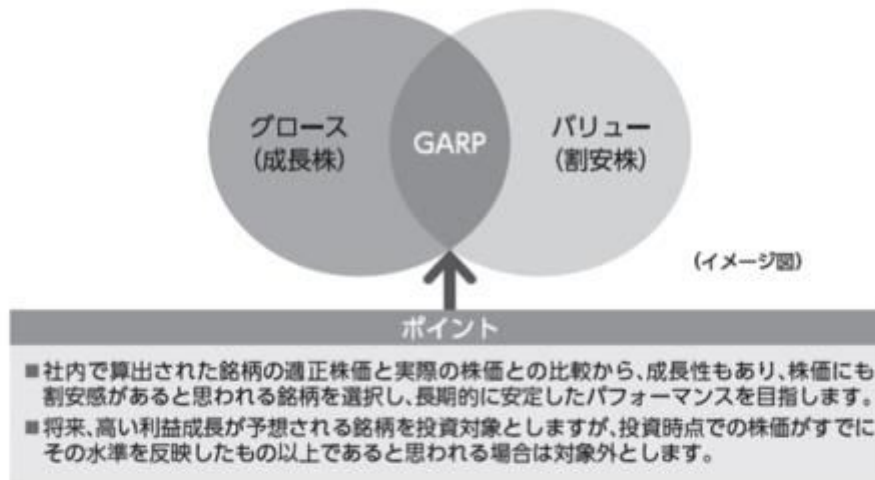 グロース
(成長株)
GARP
バリュー
(割安株)
(イメージ図)
ポイント
■社内で算出された銘柄の適正株価と実際の株価との比較から、成長性もあり、株価にも
割安感があると思われる銘柄を選択し、長期的に安定したパフォーマンスを目指します。
■将来、高い利益成長が予想される銘柄を投資対象としますが、投資時点での株価がすでに
その水準を反映したもの以上であると思われる場合は対象外とします。